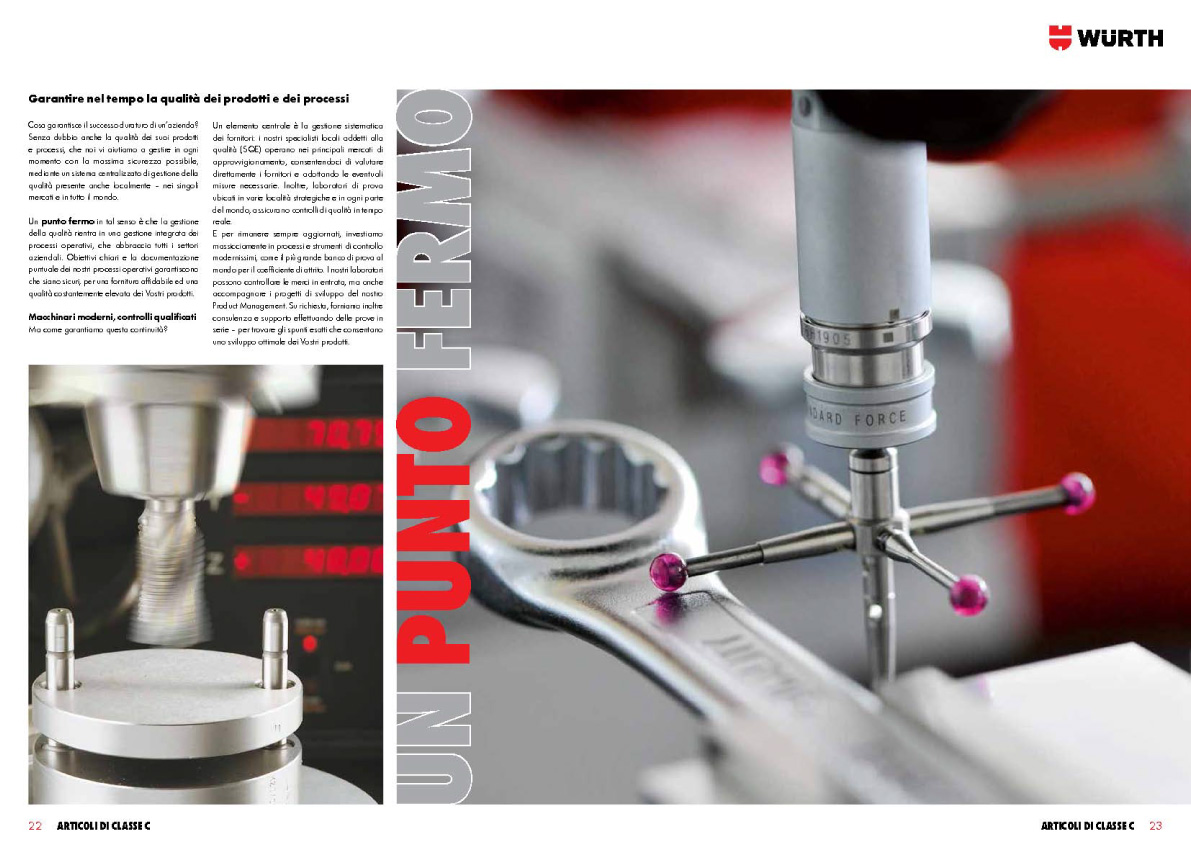 WÜRTH
Garantire nel tempo la qualità dei prodotti e dei processi
Cosa garantisce il successo duraturo di un'azienda?
Senza dubbio anche la qualità dei suoi prodotti
e processi, che noi vi aiutiamo a gestire in ogni
momento con la massima sicurezza possibile,
mediante un sistema centralizzato di gestione della
qualità presente anche localmente – nei singoli
mercati e in tutto il mondo.
Un punto fermo in tal senso è che la gestione
della qualità rientra in una gestione integrata dei
processi operativi, che abbraccia tutti i settori
aziendali. Obiettivi chiari e la documentazione
puntuale dei nostri processi operativi garantiscono
che siano sicuri, per una fornitura affidabile ed una
qualità costantemente elevata dei Vostri prodotti.
Macchinari moderni, controlli qualificati
Ma come garantiamo questa continuità?
Un elemento centrale è la gestione sistematica
dei fornitori: i nostri specialisti locali addetti alla
qualità (SQE) operano nei principali mercati di
approvvigionamento, consentendoci di valutare
direttamente i fornitori e adottando le eventuali
misure necessarie. Inoltre, laboratori di prova
ubicati in varie località strategiche e in ogni parte
del mondo, assicurano controlli di qualità in tempo
reale.
E per rimanere sempre aggiornati, investiamo
massicciamente in processi e strumenti di controllo
modernissimi, come il più grande banco di prova al
mondo per il coefficiente di attrito. I nostri laboratori
possono controllare le merci in entrata, ma anche
accompagnare i progetti di sviluppo del nostro
Product Management. Su richiesta, forniamo inoltre
consulenza e supporto effettuando delle prove in
serie – per trovare gli spunti esatti che consentano
uno sviluppo ottimale dei Vostri prodotti.
UN PUNTO FERMO
1905
DARD FORCE
Z
22 ARTICOLI DI CLASSE C
ARTICOLI DI CLASSE C 23